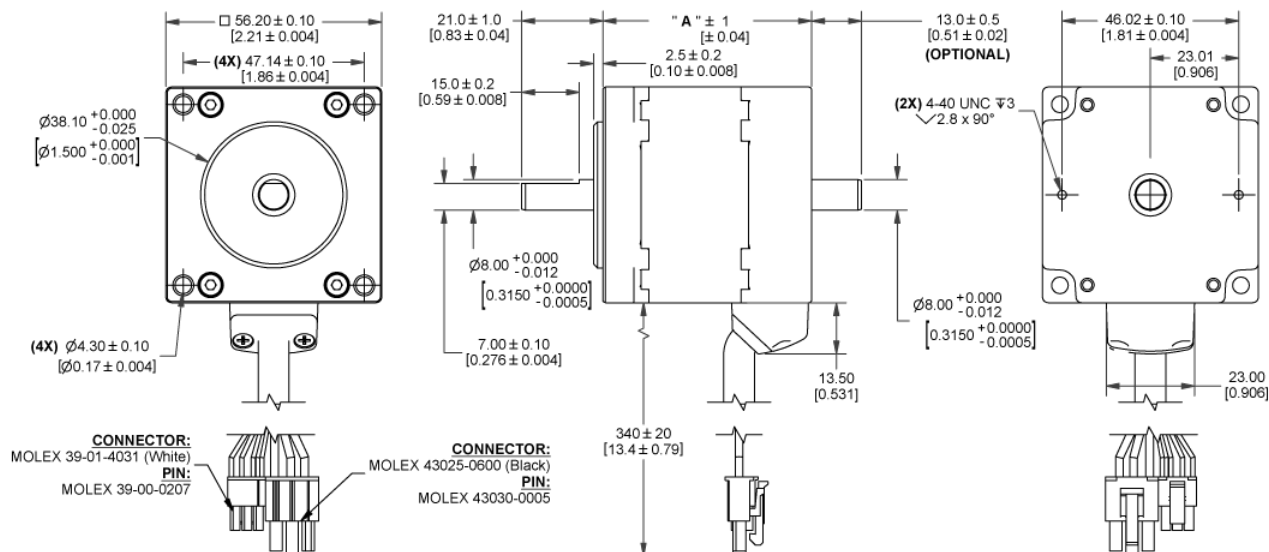 □ 56.20 ± 0.10
[2.21 ± 0.004]
(4X) 47.14 ± 0.10
[1.86 ± 0.004]
Ø38.10 +0.000
-0.025
[Ø1.500 +0.000
-0.001]
(4X) Ø4.30 ± 0.10
[Ø0.17 ± 0.004]
CONNECTOR:
MOLEX 39-01-4031 (White)
PIN:
MOLEX 39-00-0207
CONNECTOR:
MOLEX 43025-0600 (Black)
PIN:
MOLEX 43030-0005
21.0 ± 1.0
[0.83 ± 0.04]
" A " ± 1
[± 0.04]
13.0 ± 0.5
[0.51 ± 0.02]
(OPTIONAL)
2.5 ± 0.2
[0.10 ± 0.008]
15.0 ± 0.2
[0.59 ± 0.008]
Ø8.00 +0.000
-0.012
[0.3150 +0.0000
-0.0005]
7.00 ± 0.10
[0.276 ± 0.004]
340 ± 20
[13.4 ± 0.79]
13.50
[0.531]
Ø8.00 +0.000
-0.012
[0.3150 +0.0000
-0.0005]
46.02 ± 0.10
[1.81 ± 0.004]
23.01
[0.906]
(2X) 4-40 UNC ↧3
⌵2.8 x 90°
23.00
[0.906]